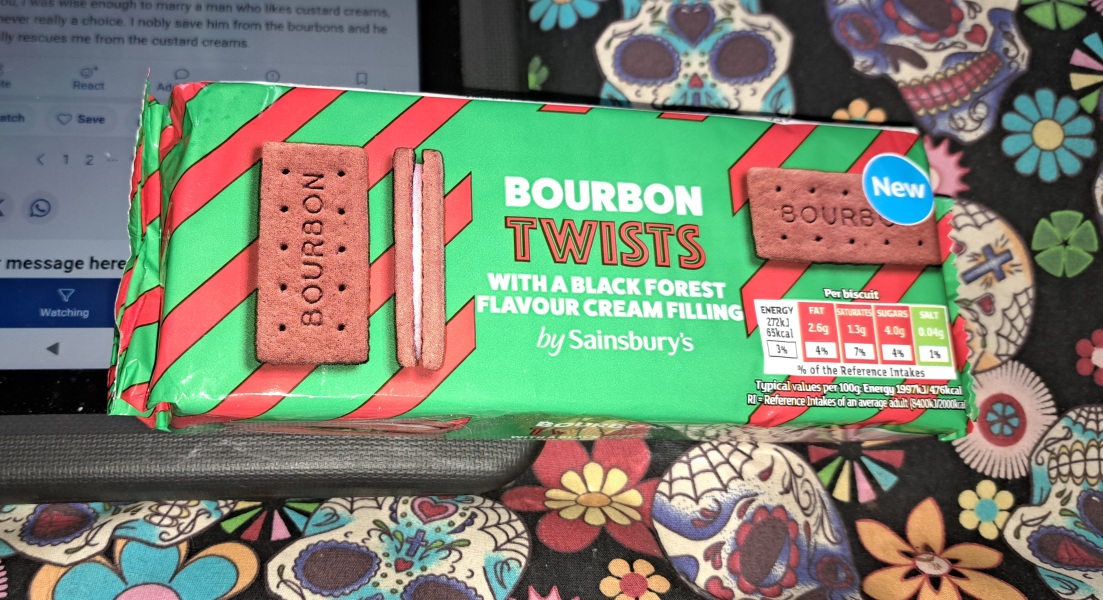 I was wise enough to marry a man who likes custard creams,
never really a choice. I nobly save him from the bourbons and he
rescues me from the custard creams.
React
Save
1 2
message here
Watching
BOURBON
BOURBON
TWISTS
WITH A BLACK FOREST
FLAVOUR CREAM FILLING
by Sainsbury's
New
Per biscuit
ENERGY
272kJ
65kcal
3%
FAT
2.6g
4%
SATURATES
1.3g
7%
SUGARS
4.0g
4%
SALT
0.04g
1%
% of the Reference Intakes
Typical values per 100g: Energy 1997kJ/476kcal
RI = Reference Intakes of an average adult (8400kJ/2000kcal